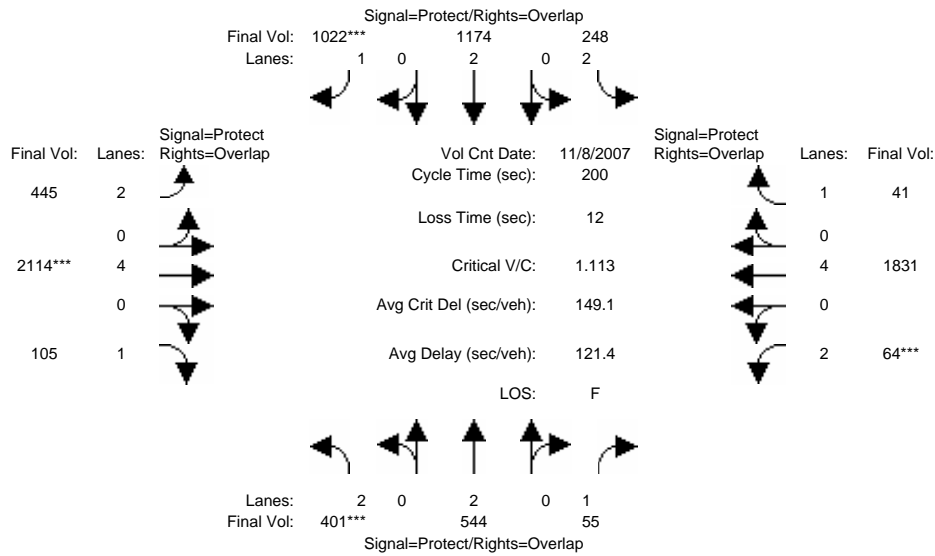 Signal=Protect/Rights=Overlap
Final Vol: 1022*** 1174 248
Lanes: 1 0 2 0 2
Signal=Protect
Final Vol: Lanes: Rights=Overlap
Vol Cnt Date: 11/8/2007
Signal=Protect
Rights=Overlap Lanes: Final Vol:
Cycle Time (sec): 200
445 2
1 41
Loss Time (sec): 12
0
0
2114*** 4
Critical V/C: 1.113
4 1831
0
Avg Crit Del (sec/veh): 149.1
0
105 1
Avg Delay (sec/veh): 121.4
2 64***
LOS: F
Lanes: 2 0 2 0 1
Final Vol: 401*** 544 55
Signal=Protect/Rights=Overlap